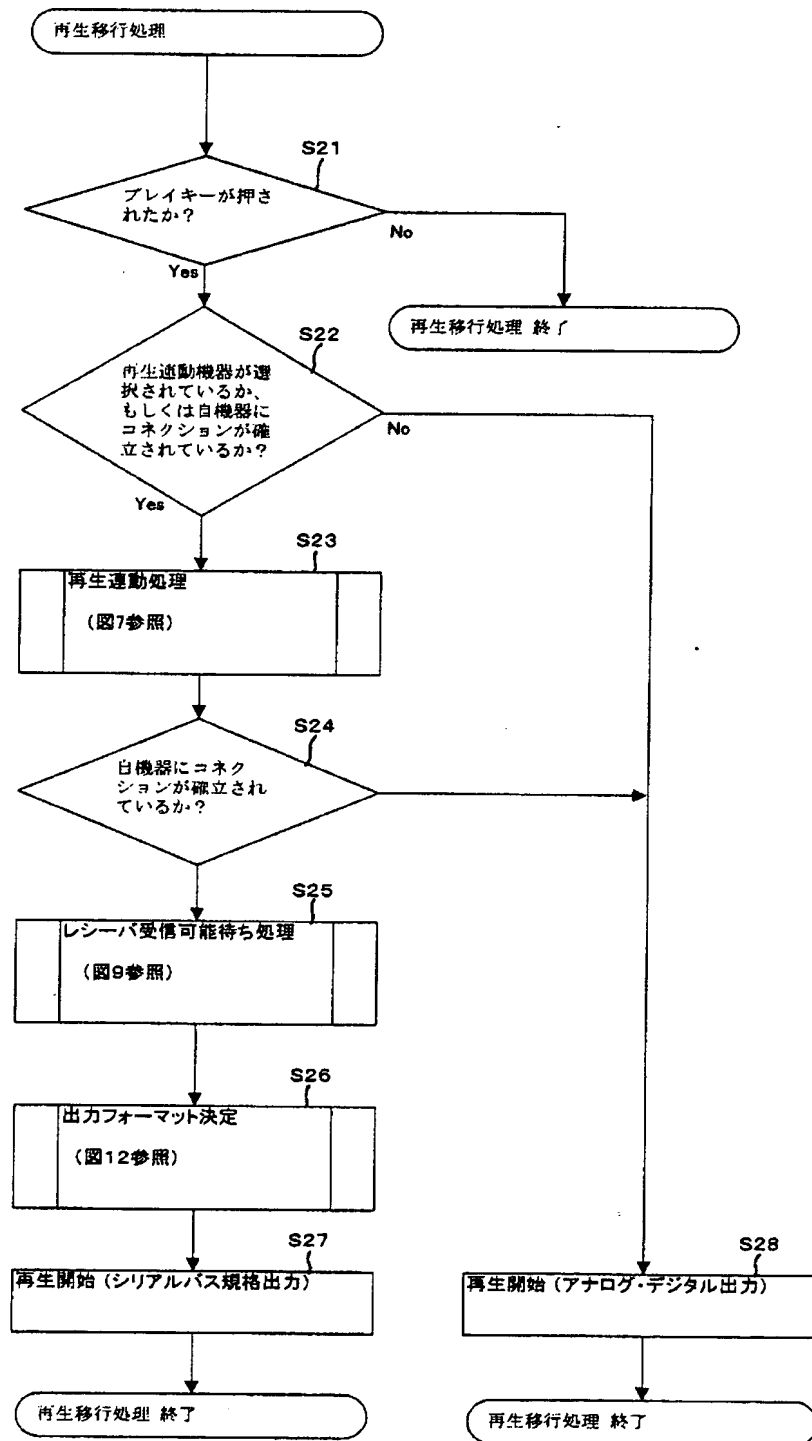 再生移行処理
S21
プレイキーが押さ
れたか?
No
Yes
再生移行処理 終了
S22
再生連動機器が選
択されているか、
もしくは自機器に
コネクションが確
立されているか?
No
Yes
S23
再生連動処理
(図7参照)
S24
自機器にコネク
ションが確立され
ているか?
S25
レシーバ受信可能待ち処理
(図9参照)
S26
出力フォーマット決定
(図12参照)
S27
再生開始(シリアルバス規格出力)
S28
再生開始(アナログ・デジタル出力)
再生移行処理 終了
再生移行処理 終了